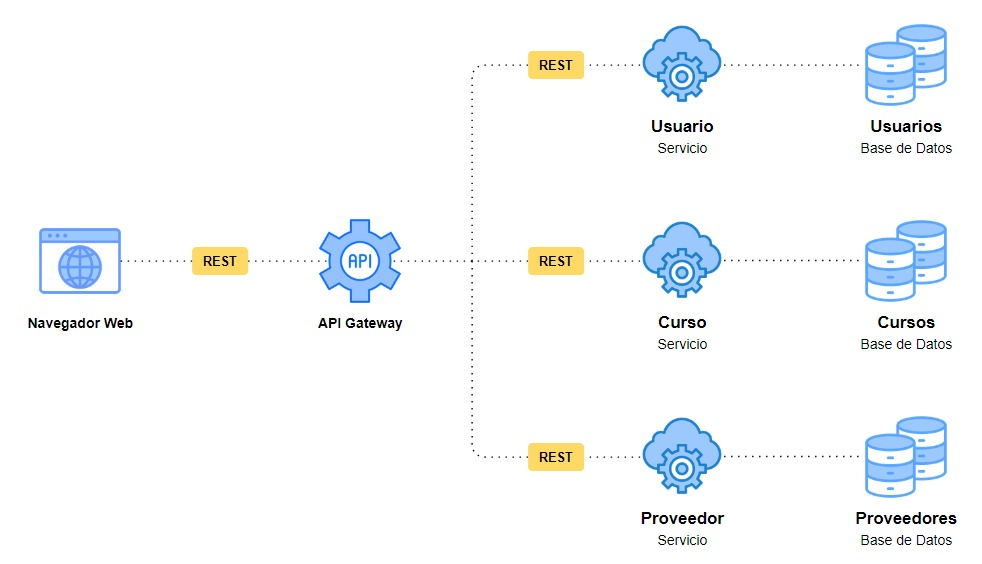 REST
Usuario
Servicio
Usuarios
Base de Datos
REST
API
REST
Navegador Web
API Gateway
Curso
Servicio
Cursos
Base de Datos
REST
Proveedor
Servicio
Proveedores
Base de Datos